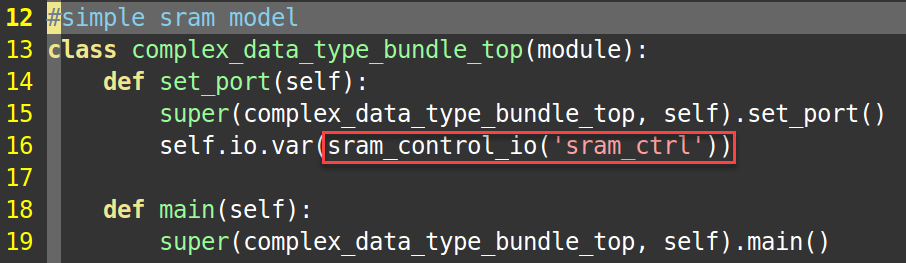 12 #simple sram model
13 class complex_data_type_bundle_top(module):
14     def set_port(self):
15         super(complex_data_type_bundle_top, self).set_port()
16         self.io.var(sram_control_io('sram_ctrl'))
17
18     def main(self):
19         super(complex_data_type_bundle_top, self).main()